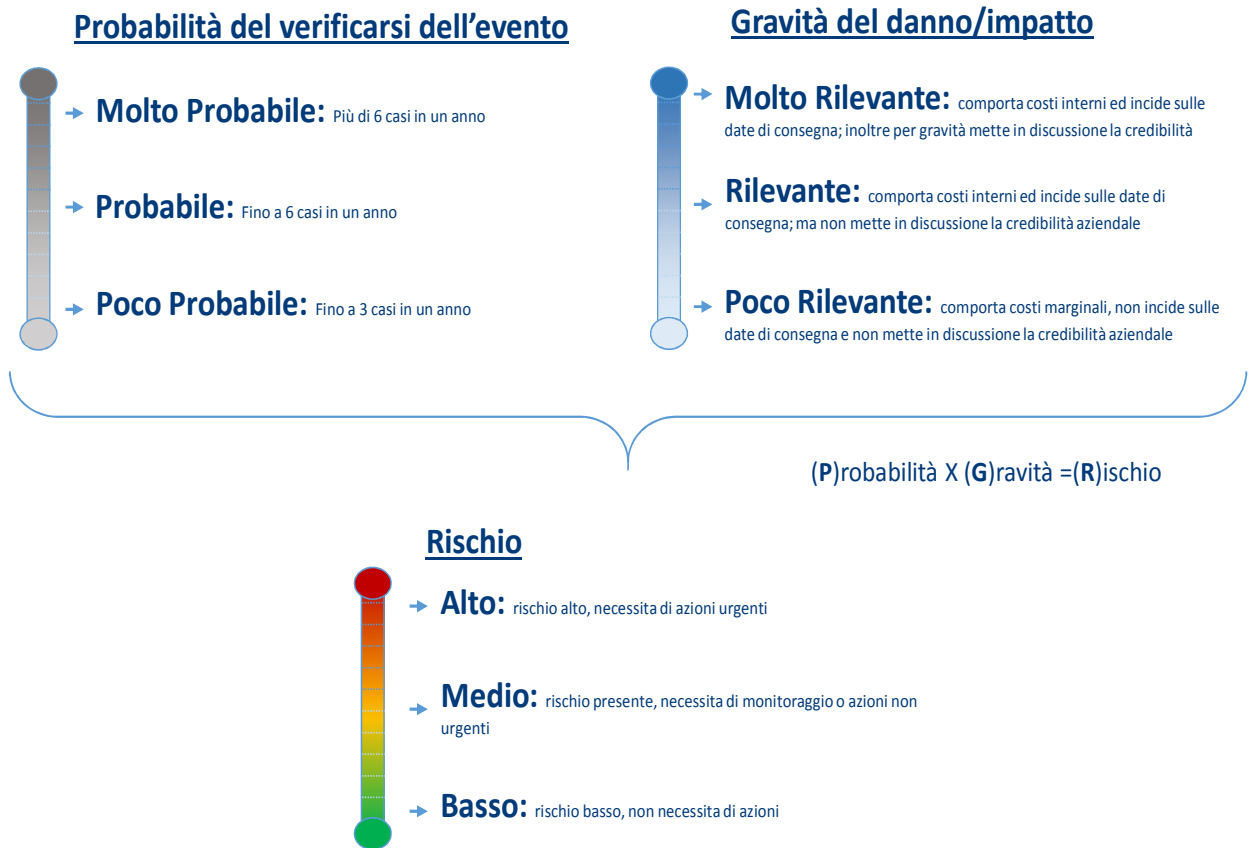 Probabilità del verificarsi dell'evento
Molto Probabile: Più di 6 casi in un anno
Probabile: Fino a 6 casi in un anno
Poco Probabile: Fino a 3 casi in un anno
Gravità del danno/impatto
Molto Rilevante: comporta costi interni ed incide sulle
date di consegna; inoltre per gravità mette in discussione la credibilità
Rilevante: comporta costi interni ed incide sulle date di
consegna; ma non mette in discussione la credibilità aziendale
Poco Rilevante: comporta costi marginali, non incide sulle
date di consegna e non mette in discussione la credibilità aziendale
(P)robabilità X (G)ravità =(R)ischio
Rischio
Alto: rischio alto, necessita di azioni urgenti
Medio: rischio presente, necessita di monitoraggio o azioni non
urgenti
Basso: rischio basso, non necessita di azioni